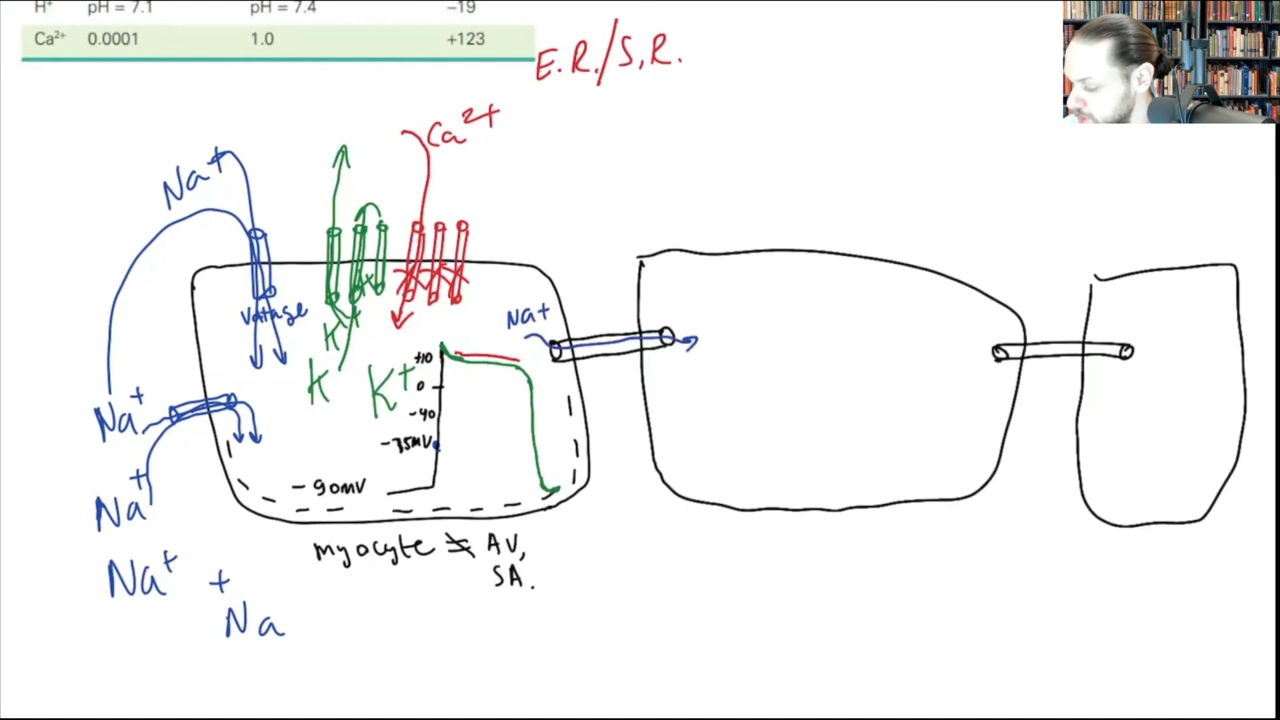 H⁺ pH = 7.1 pH = 7.4 −19
Ca²⁺ 0.0001 1.0 +123
E.R./S.R.
Ca²⁺
Na⁺
Voltage
K⁺
K
K⁺
Na⁺
+10
0
-40
-75mV
-90mV
Na⁺
Na⁺
Na⁺
Na⁺
myocyte ≠ AV,
SA.